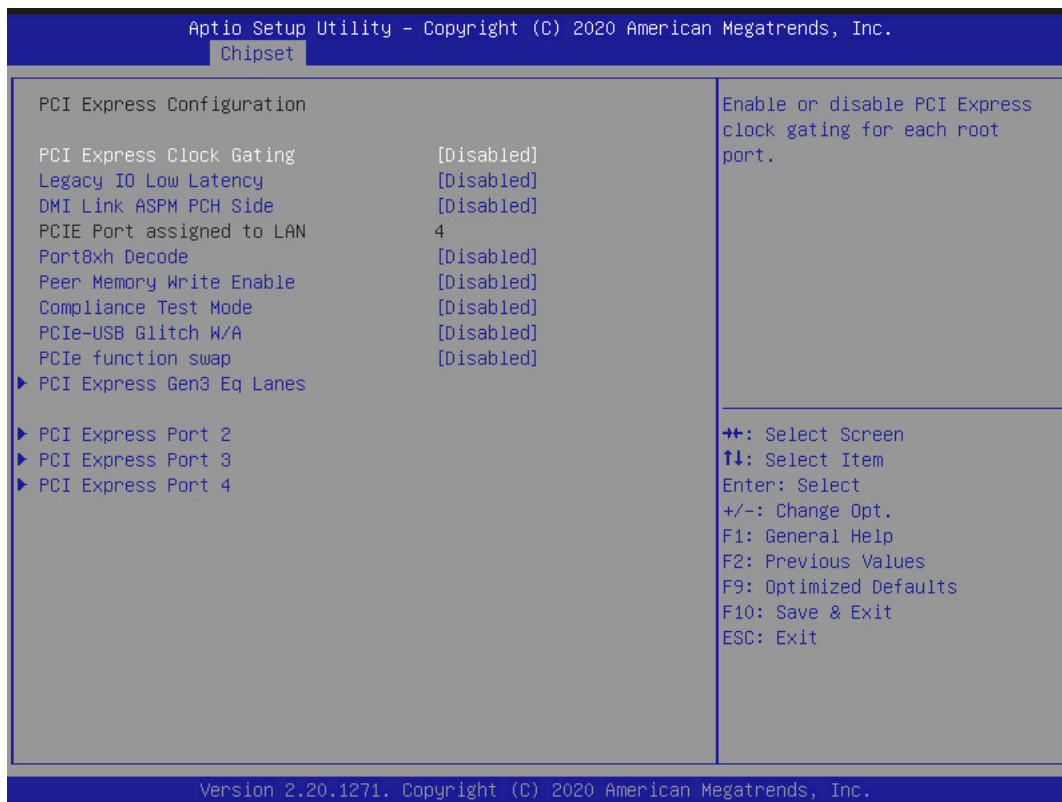 Aptio Setup Utility – Copyright (C) 2020 American Megatrends, Inc.
Chipset
PCI Express Configuration
PCI Express Clock Gating [Disabled]
Legacy IO Low Latency [Disabled]
DMI Link ASPM PCH Side [Disabled]
PCIE Port assigned to LAN 4
Port8xh Decode [Disabled]
Peer Memory Write Enable [Disabled]
Compliance Test Mode [Disabled]
PCIe-USB Glitch W/A [Disabled]
PCIe function swap [Disabled]
PCI Express Gen3 Eq Lanes
PCI Express Port 2
PCI Express Port 3
PCI Express Port 4
Enable or disable PCI Express
clock gating for each root
port.
→←: Select Screen
↑↓: Select Item
Enter: Select
+/-: Change Opt.
F1: General Help
F2: Previous Values
F9: Optimized Defaults
F10: Save & Exit
ESC: Exit
Version 2.20.1271. Copyright (C) 2020 American Megatrends, Inc.